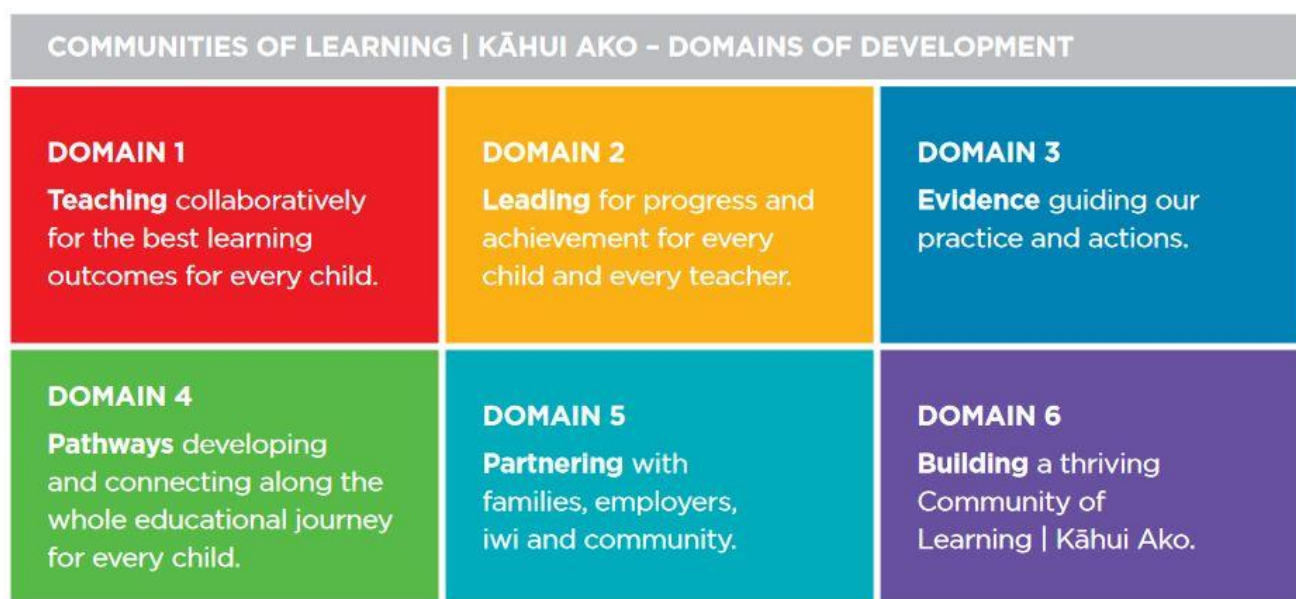 COMMUNITIES OF LEARNING | KĀHUI AKO – DOMAINS OF DEVELOPMENT
DOMAIN 1
Teaching collaboratively
for the best learning
outcomes for every child.
DOMAIN 2
Leading for progress and
achievement for every
child and every teacher.
DOMAIN 3
Evidence guiding our
practice and actions.
DOMAIN 4
Pathways developing
and connecting along the
whole educational journey
for every child.
DOMAIN 5
Partnering with
families, employers,
iwi and community.
DOMAIN 6
Building a thriving
Community of
Learning | Kāhui Ako.